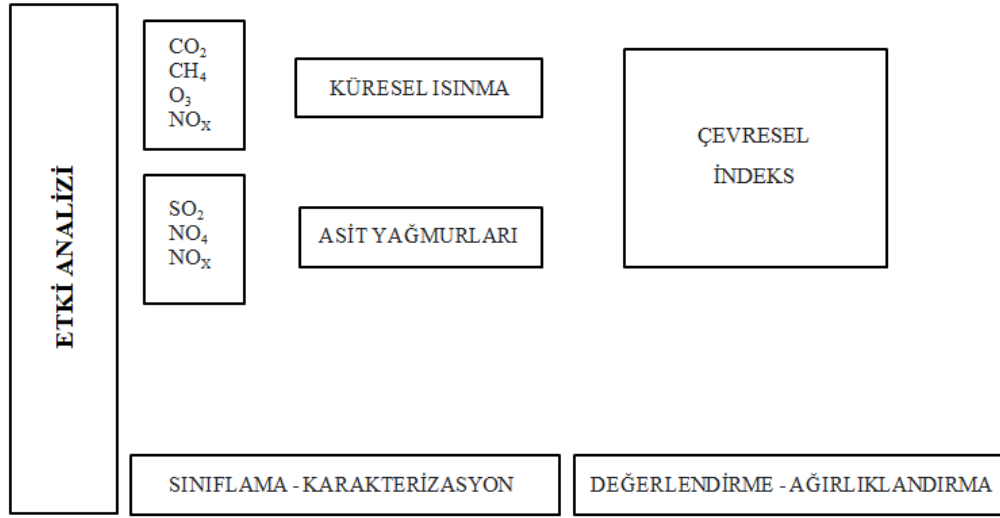 ETKİ ANALİZİ
CO₂
CH₄
O₃
NOₓ
KÜRESEL ISINMA
ÇEVRESEL
İNDEKS
SO₂
NO₄
NOₓ
ASİT YAĞMURLARI
SINIFLAMA - KARAKTERİZASYON
DEĞERLENDİRME - AĞIRLIKLANDIRMA